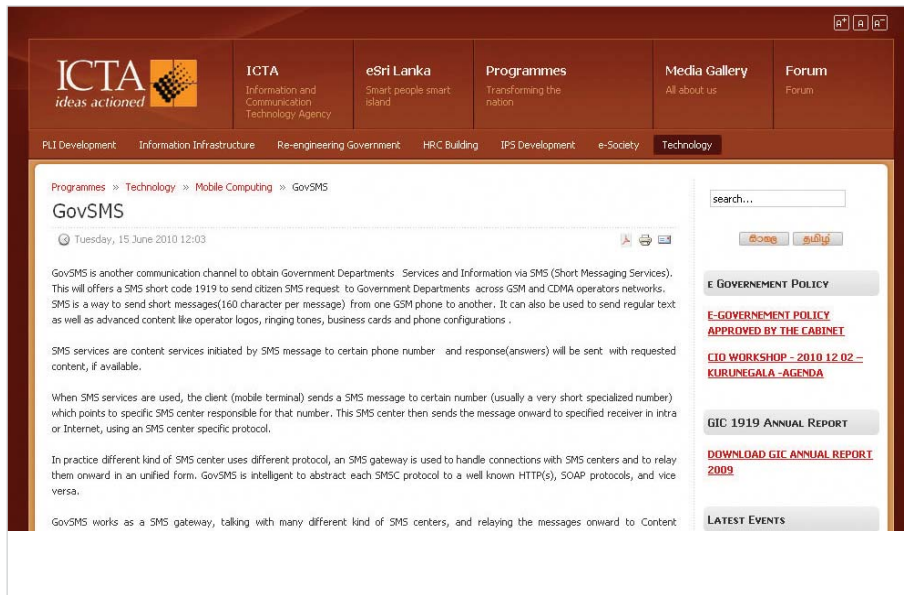 A+ A A-
ICTA
ideas actioned
ICTA
Information and
Communication
Technology Agency
eSri Lanka
Smart people smart
island
Programmes
Transforming the
nation
Media Gallery
All about us
Forum
Forum
PLI Development Information Infrastructure Re-engineering Government HRC Building IPS Development e-Society Technology
Programmes » Technology » Mobile Computing » GovSMS
GovSMS
Tuesday, 15 June 2010 12:03
GovSMS is another communication channel to obtain Government Departments Services and Information via SMS (Short Messaging Services).
This will offers a SMS short code 1919 to send citizen SMS request to Government Departments across GSM and CDMA operators networks.
SMS is a way to send short messages(160 character per message) from one GSM phone to another. It can also be used to send regular text
as well as advanced content like operator logos, ringing tones, business cards and phone configurations .
SMS services are content services initiated by SMS message to certain phone number and response(answers) will be sent with requested
content, if available.
When SMS services are used, the client (mobile terminal) sends a SMS message to certain number (usually a very short specialized number)
which points to specific SMS center responsible for that number. This SMS center then sends the message onward to specified receiver in intra
or Internet, using an SMS center specific protocol.
In practice different kind of SMS center uses different protocol, an SMS gateway is used to handle connections with SMS centers and to relay
them onward in an unified form. GovSMS is intelligent to abstract each SMSC protocol to a well known HTTP(s), SOAP protocols, and vice
versa.
GovSMS works as a SMS gateway, talking with many different kind of SMS centers, and relaying the messages onward to Content
search...
සිංහල தமிழ்
E GOVERNEMENT POLICY
E-GOVERNEMENT POLICY
APPROVED BY THE CABINET
CIO WORKSHOP - 2010 12 02 –
KURUNEGALA -AGENDA
GIC 1919 ANNUAL REPORT
DOWNLOAD GIC ANNUAL REPORT
2009
LATEST EVENTS